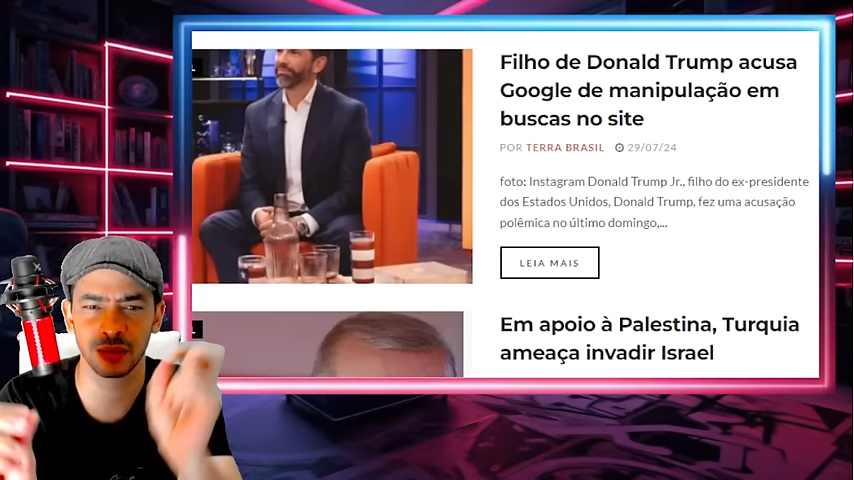 Filho de Donald Trump acusa
Google de manipulação em
buscas no site
POR TERRA BRASIL 29/07/24
foto: Instagram Donald Trump Jr., filho do ex-presidente
dos Estados Unidos, Donald Trump, fez uma acusação
polêmica no último domingo,...
LEIA MAIS
Em apoio à Palestina, Turquia
ameaça invadir Israel